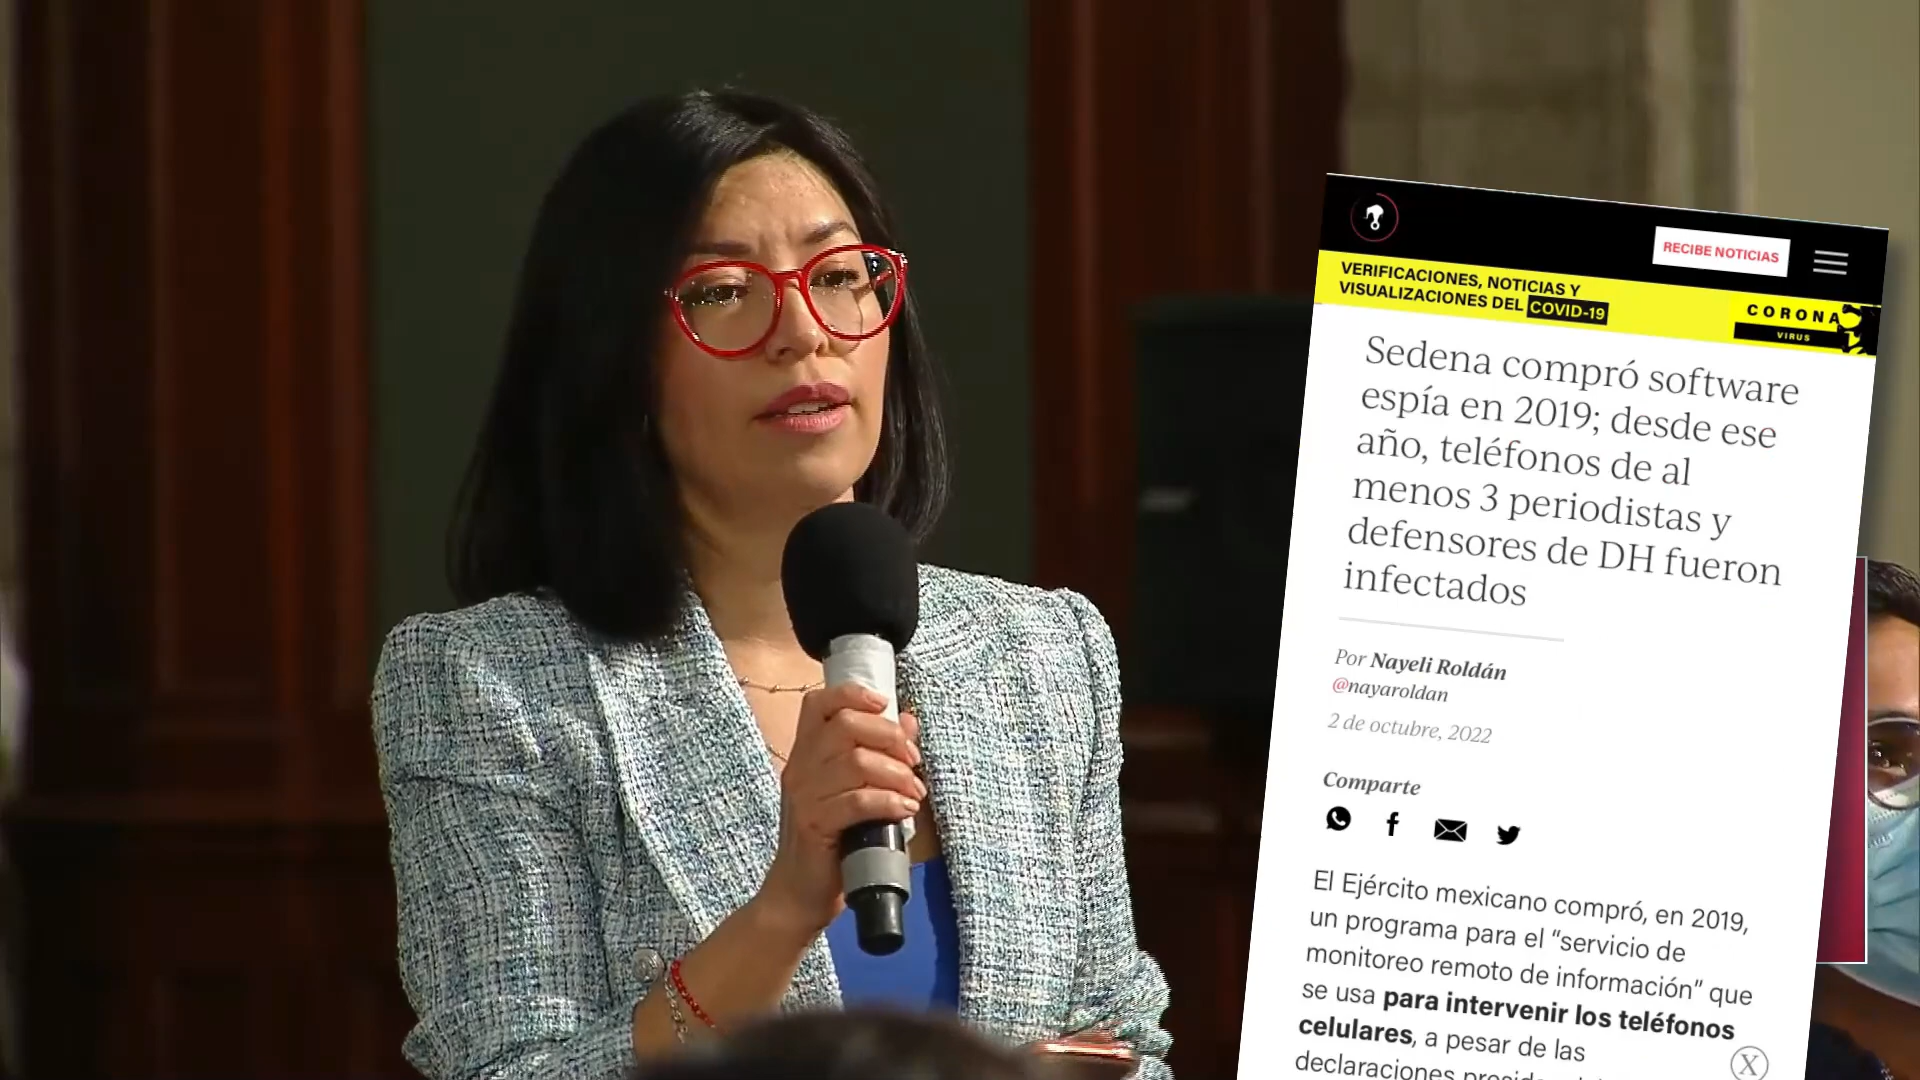 RECIBE NOTICIAS
VERIFICACIONES, NOTICIAS Y
VISUALIZACIONES DEL COVID-19
CORONA
VIRUS
Sedena compró software
espía en 2019; desde ese
año, teléfonos de al
menos 3 periodistas y
defensores de DH fueron
infectados
Por Nayeli Roldán
@nayaroldan
2 de octubre, 2022
Comparte
El Ejército mexicano compró, en 2019,
un programa para el “servicio de
monitoreo remoto de información” que
se usa para intervenir los teléfonos
celulares, a pesar de las
declaraciones
X